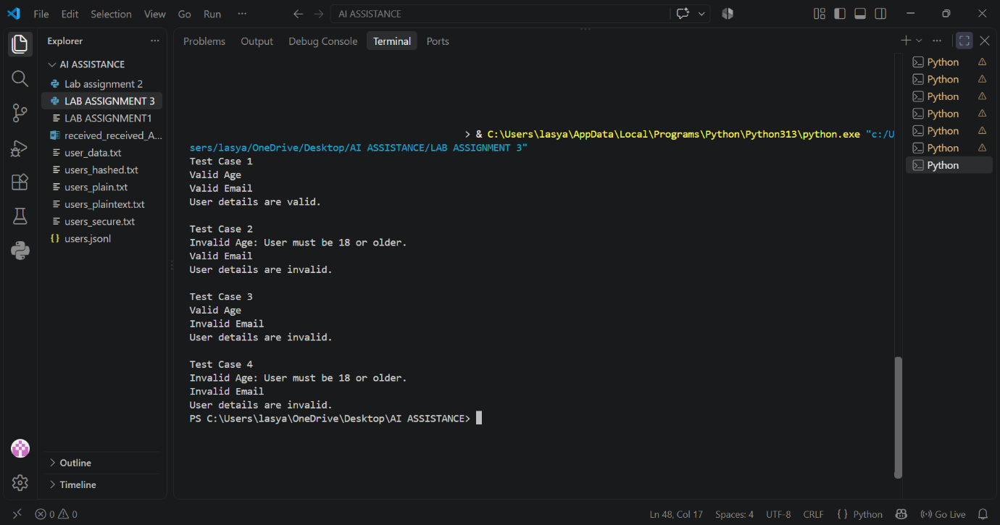 File Edit Selection View Go Run ··· AI ASSISTANCE
Explorer ···
AI ASSISTANCE
Lab assignment 2
LAB ASSIGNMENT 3
LAB ASSIGNMENT1
received_received_A...
user_data.txt
users_hashed.txt
users_plain.txt
users_plaintext.txt
users_secure.txt
{} users.jsonl
Outline
Timeline
Problems Output Debug Console Terminal Ports
> & C:\Users\lasya\AppData\Local\Programs\Python\Python313\python.exe "c:/U
sers/lasya/OneDrive/Desktop/AI ASSISTANCE/LAB ASSIGNMENT 3"
Test Case 1
Valid Age
Valid Email
User details are valid.
Test Case 2
Invalid Age: User must be 18 or older.
Valid Email
User details are invalid.
Test Case 3
Valid Age
Invalid Email
User details are invalid.
Test Case 4
Invalid Age: User must be 18 or older.
Invalid Email
User details are invalid.
PS C:\Users\lasya\OneDrive\Desktop\AI ASSISTANCE>
Python
Python
Python
Python
Python
Python
Python
0 0 Ln 48, Col 17 Spaces: 4 UTF-8 CRLF {} Python Go Live